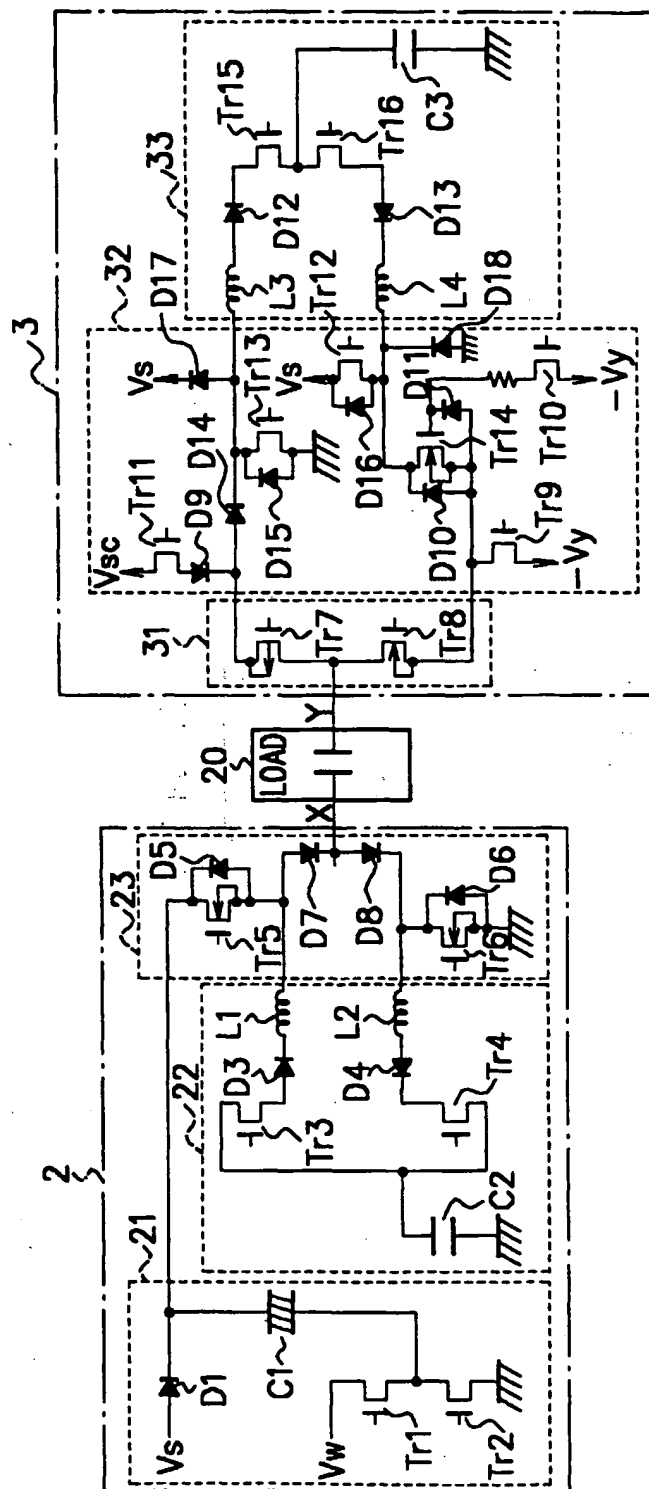 2
21
Vs
D1
C1
Vw
Tr1
Tr2
22
Tr3
D3
L1
C2
Tr4
D4
L2
23
Tr5
D5
D7
D8
Tr6
D6
20
LOAD
X
Y
3
31
Tr7
Tr8
32
Vsc
Tr11
D9
D14
D15
Tr13
Vs
D17
Vs
Tr12
D16
D18
D10
Tr14
D11
Tr9
-Vy
Tr10
-Vy
33
L3
D12
Tr15
L4
D13
Tr16
C3